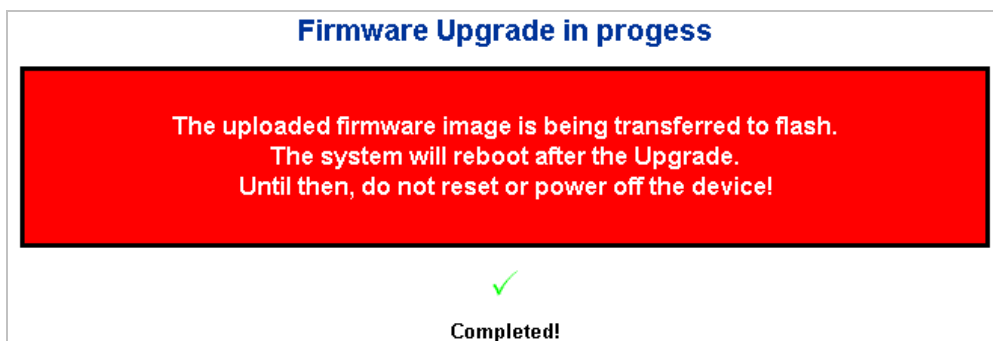 Firmware Upgrade in progess
The uploaded firmware image is being transferred to flash.
The system will reboot after the Upgrade.
Until then, do not reset or power off the device!
Completed!